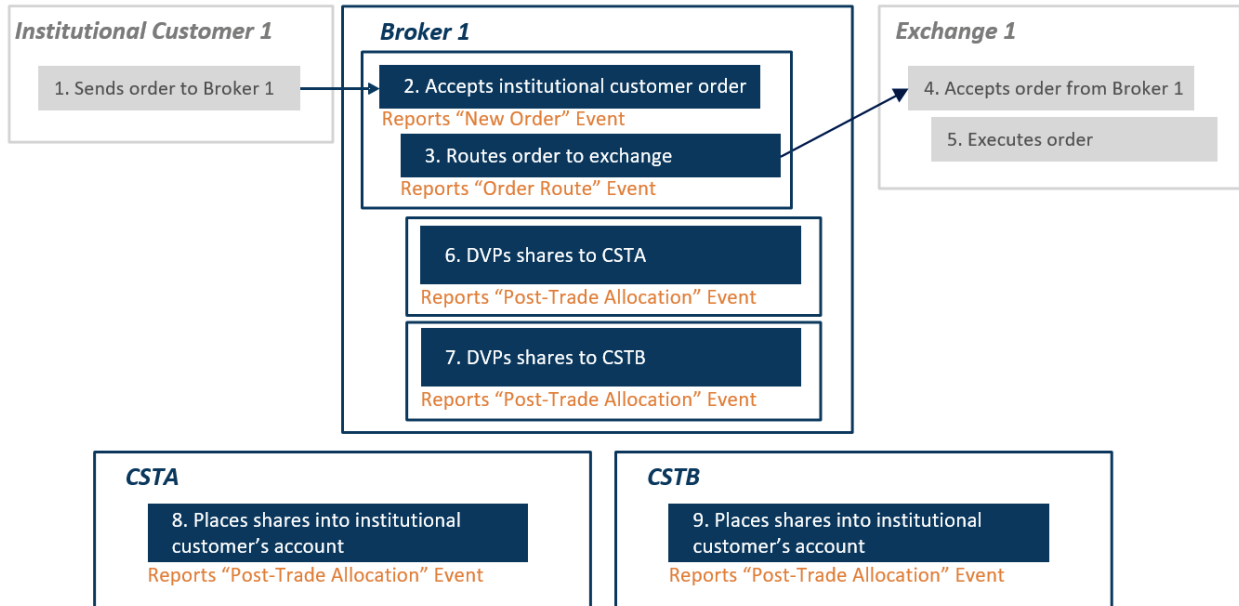 Institutional Customer 1
1. Sends order to Broker 1
Broker 1
2. Accepts institutional customer order
Reports “New Order” Event
3. Routes order to exchange
Reports “Order Route” Event
Exchange 1
4. Accepts order from Broker 1
5. Executes order
6. DVPs shares to CSTA
Reports “Post-Trade Allocation” Event
7. DVPs shares to CSTB
Reports “Post-Trade Allocation” Event
CSTA
8. Places shares into institutional
customer’s account
Reports “Post-Trade Allocation” Event
CSTB
9. Places shares into institutional
customer’s account
Reports “Post-Trade Allocation” Event